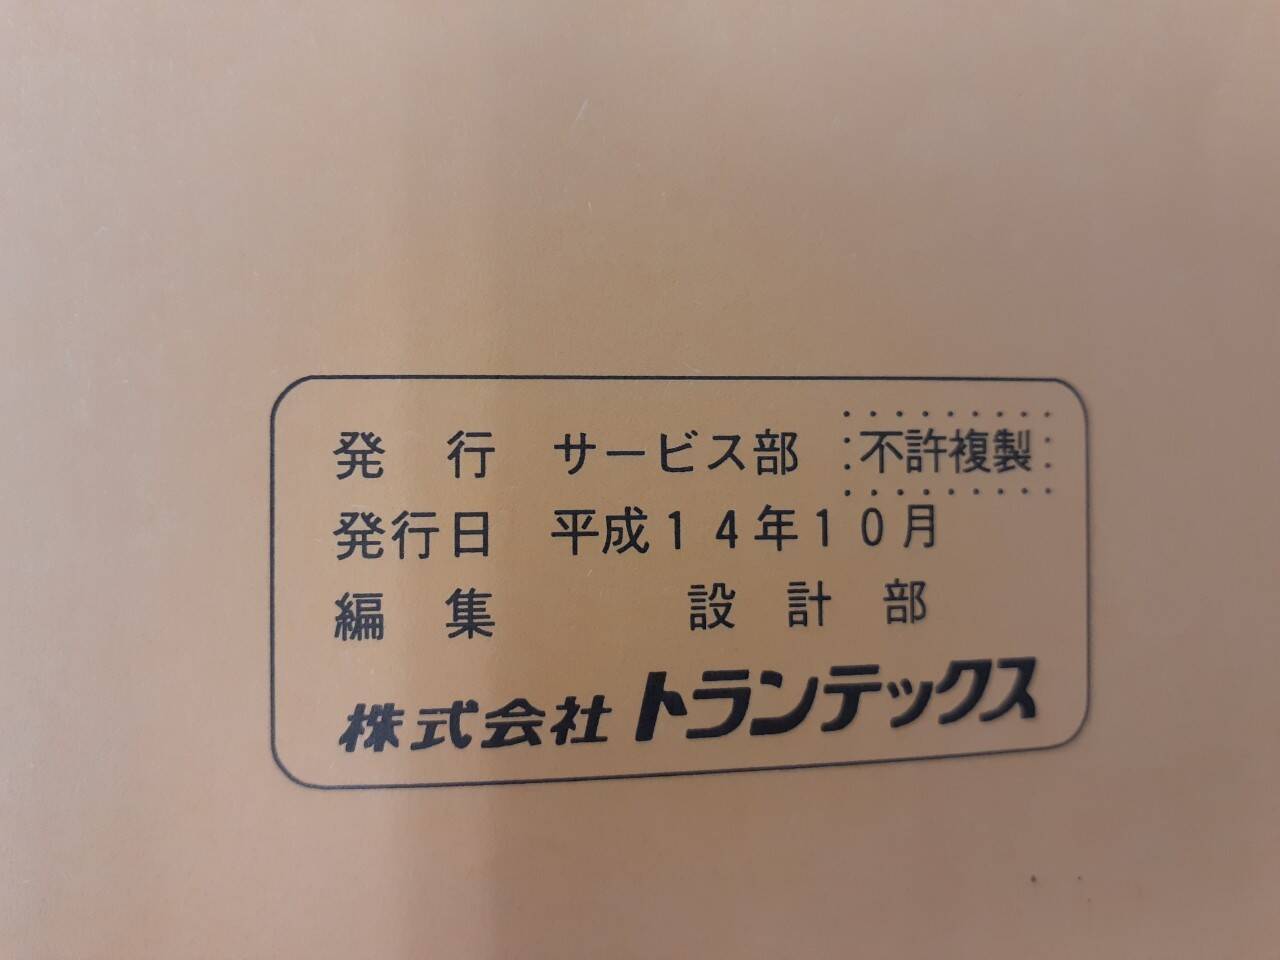 発 行 サービス部 不許複製
発行日 平成１４年１０月
編 集 設 計 部
株式会社トランテックス